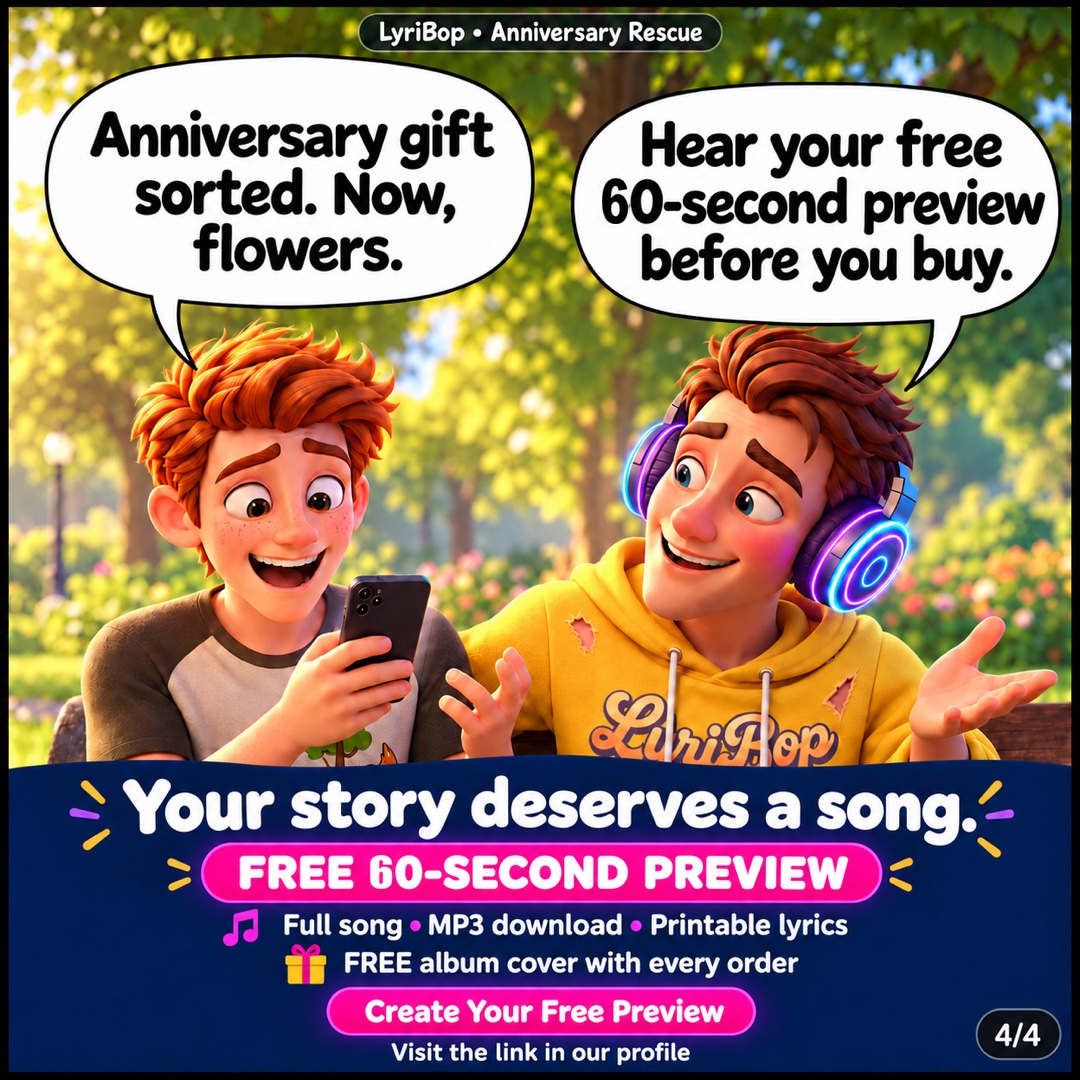 LyriBop • Anniversary Rescue
Anniversary gift
sorted. Now,
flowers.
Hear your free
60-second preview
before you buy.
LyriBop
Your story deserves a song.
FREE 60-SECOND PREVIEW
Full song • MP3 download • Printable lyrics
FREE album cover with every order
Create Your Free Preview
Visit the link in our profile
4/4